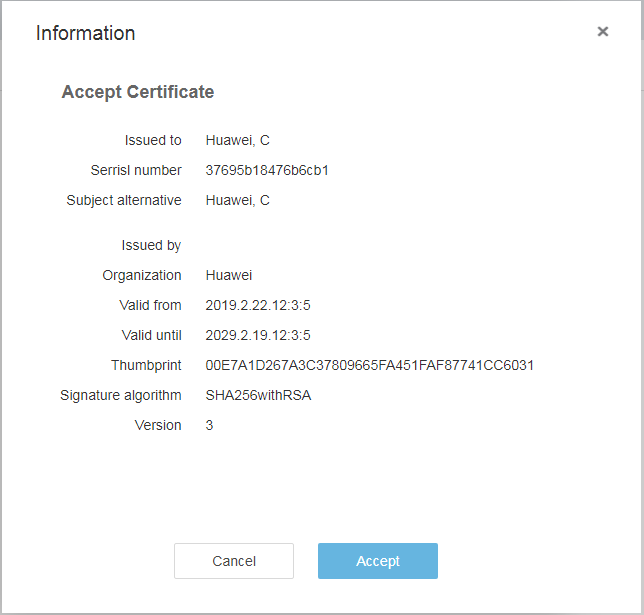 Information
Accept Certificate
Issued to Huawei, C
Serrisl number 37695b18476b6cb1
Subject alternative Huawei, C
Issued by
Organization Huawei
Valid from 2019.2.22.12:3:5
Valid until 2029.2.19.12:3:5
Thumbprint 00E7A1D267A3C37809665FA451FAF87741CC6031
Signature algorithm SHA256withRSA
Version 3
Cancel Accept